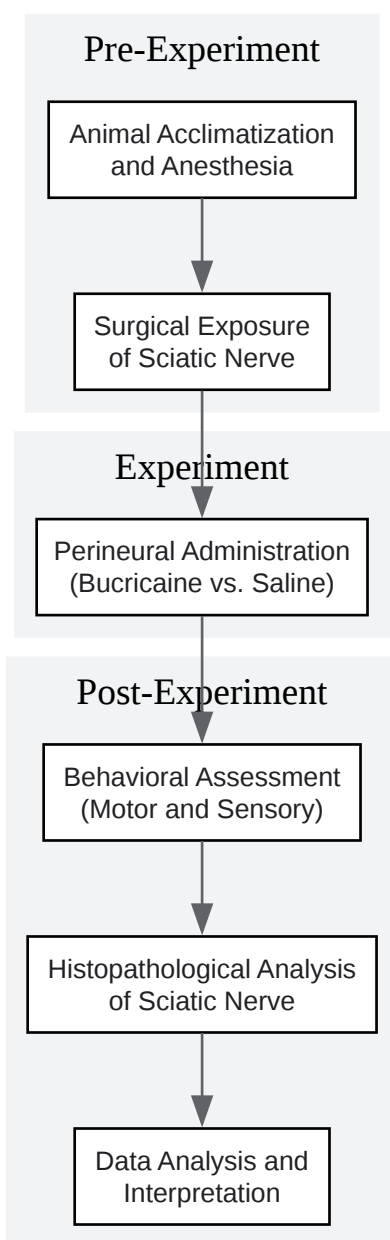 Pre-Experiment
Animal Acclimatization
and Anesthesia
Surgical Exposure
of Sciatic Nerve
Experiment
Perineural Administration
(Bucricaine vs. Saline)
Post-Experiment
Behavioral Assessment
(Motor and Sensory)
Histopathological Analysis
of Sciatic Nerve
Data Analysis and
Interpretation